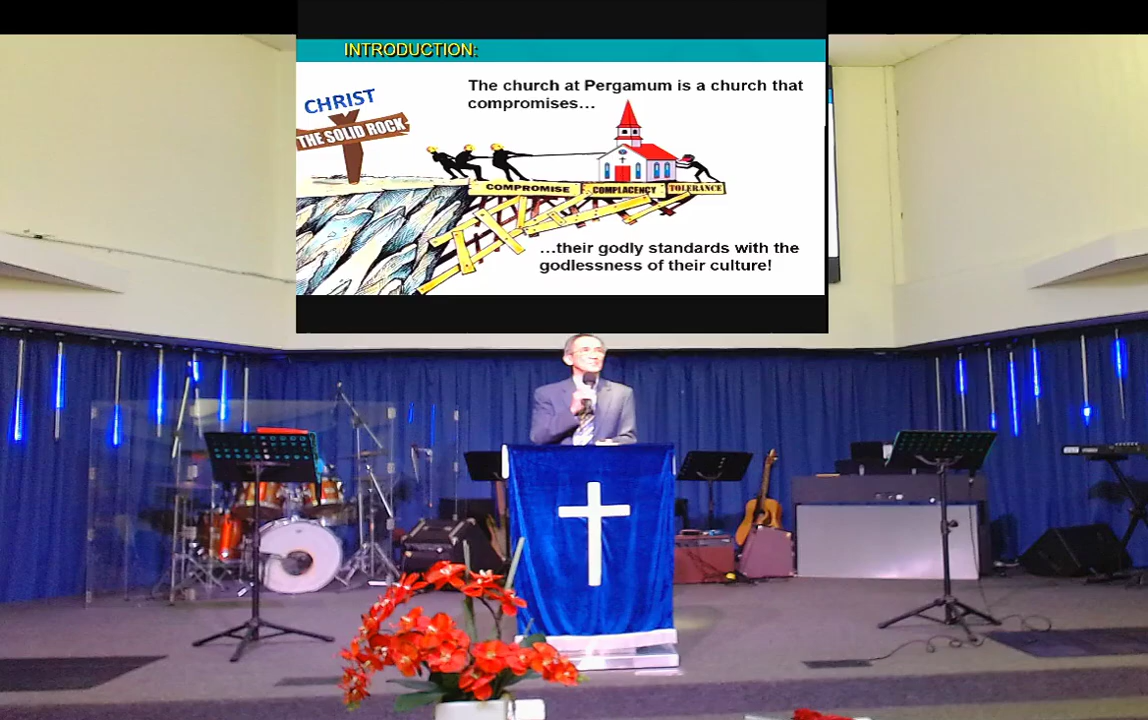 INTRODUCTION:
The church at Pergamum is a church that
compromises...
CHRIST
THE SOLID ROCK
COMPROMISE
COMPLACENCY
TOLERANCE
...their godly standards with the
godlessness of their culture!